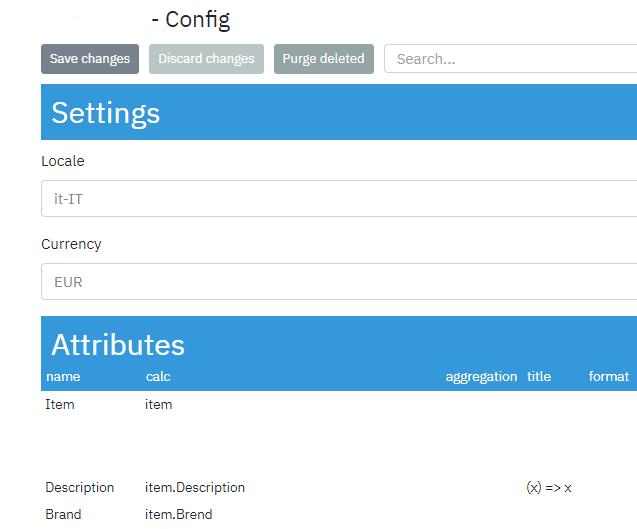 - Config
Save changes Discard changes Purge deleted Search...
Settings
Locale
it-IT
Currency
EUR
Attributes
name calc aggregation title format
Item item
Description item.Description (x) => x
Brand item.Brend